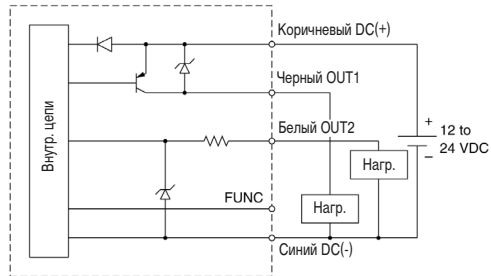 Коричневый DC(+)
Черный OUT1
Белый OUT2
+
12 to
24 VDC
–
Внутр. цепи
Нагр.
FUNC
Нагр.
Синий DC(-)